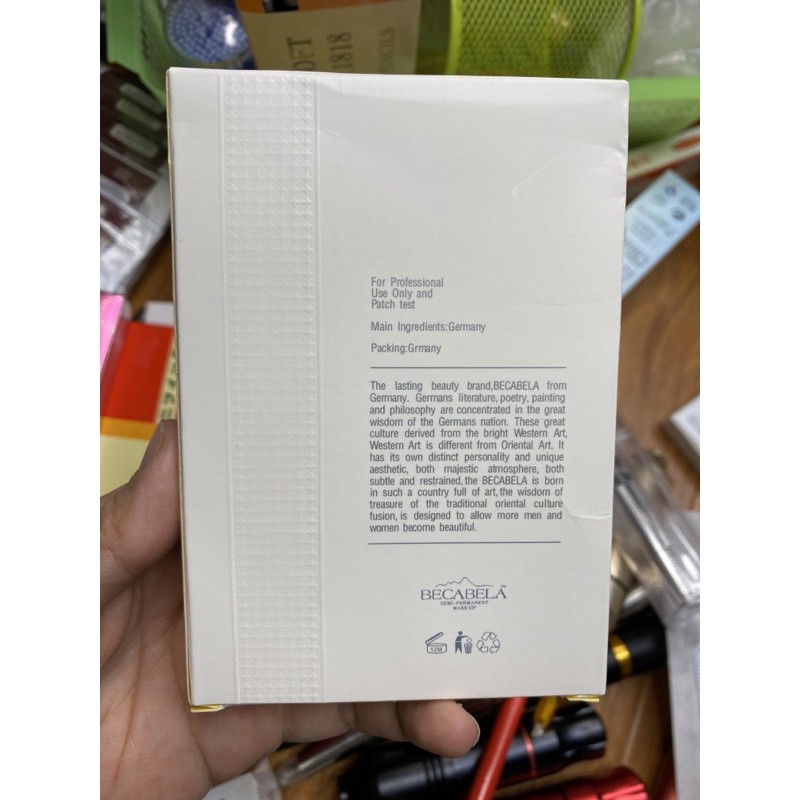 OFT
1818
NCILS
For Professional
Use Only and
Patch test
Main Ingredients:Germany
Packing:Grmany
The lasting beauty brand,BECABELA from
Germany. Germans literature, poetry, painting
and philosophy are concentrated in the great
wisdom of the Germans nation. These great
culture derived from the bright Western Art,
Western Art is different from Oriental Art. It
has its own distinct personality and unique
aesthetic, both majestic atmosphere, both
subtle and restrained, the BECABELA is born
in such a country full of art, the wisdom of
treasure of the traditional oriental culture
fusion, is designed to allow more men and
women become beautiful.
BECABELA™
SEMI-PERMANENT
MAKE UP
12M